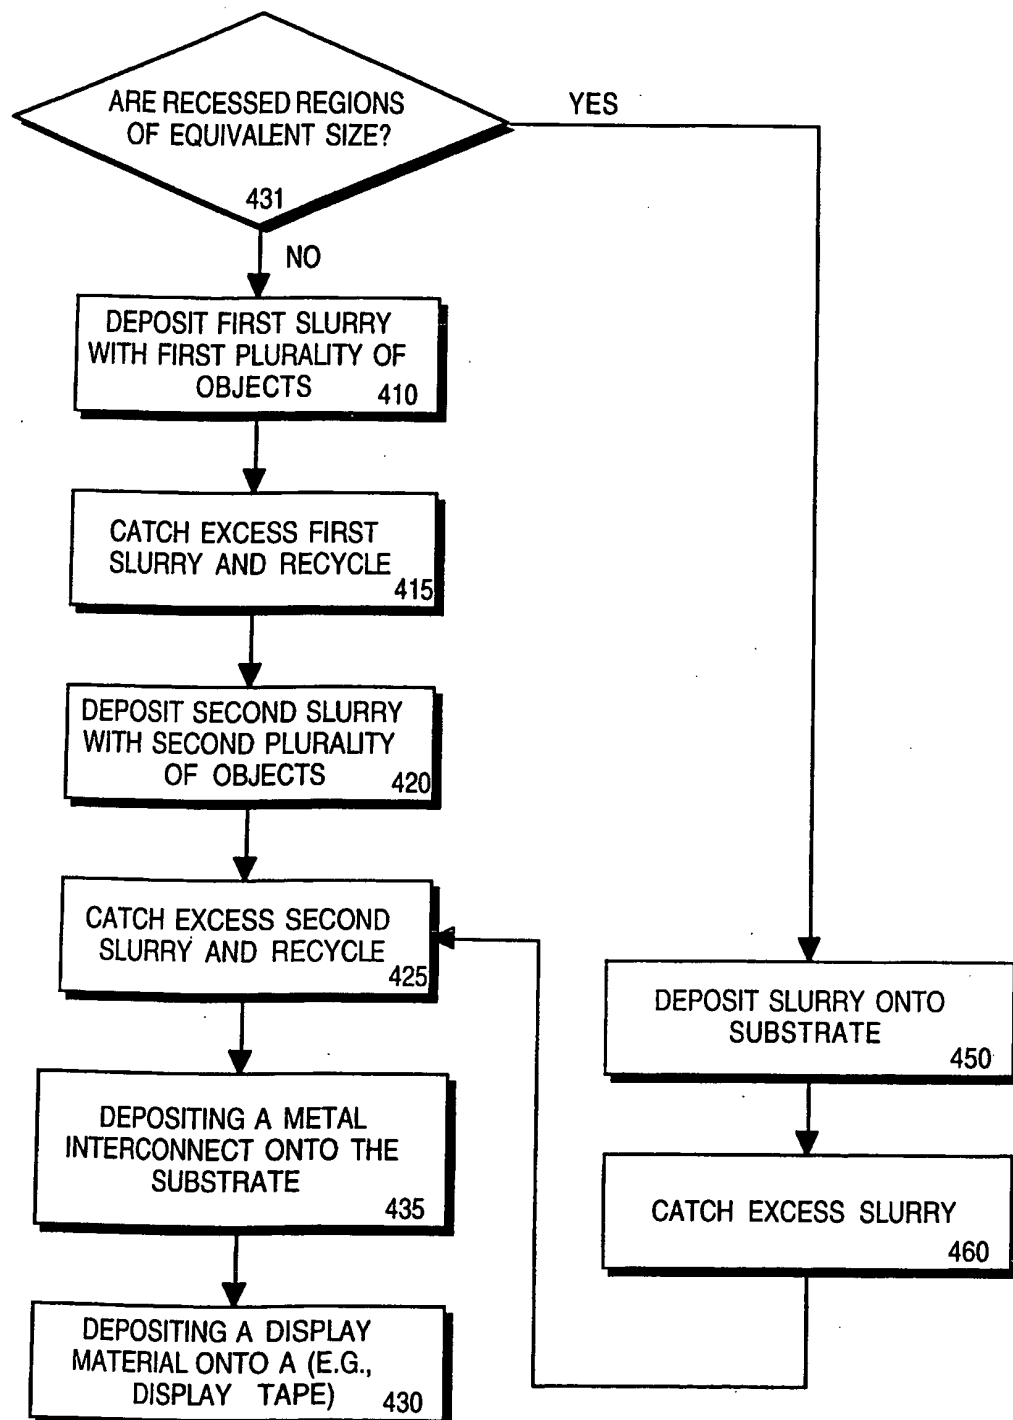 ARE RECESSED REGIONS
OF EQUIVALENT SIZE?
431
YES
NO
DEPOSIT FIRST SLURRY
WITH FIRST PLURALITY OF
OBJECTS
410
CATCH EXCESS FIRST
SLURRY AND RECYCLE
415
DEPOSIT SECOND SLURRY
WITH SECOND PLURALITY
OF OBJECTS
420
CATCH EXCESS SECOND
SLURRY AND RECYCLE
425
DEPOSITING A METAL
INTERCONNECT ONTO THE
SUBSTRATE
435
DEPOSITING A DISPLAY
MATERIAL ONTO A (E.G.,
DISPLAY TAPE)
430
DEPOSIT SLURRY ONTO
SUBSTRATE
450
CATCH EXCESS SLURRY
460